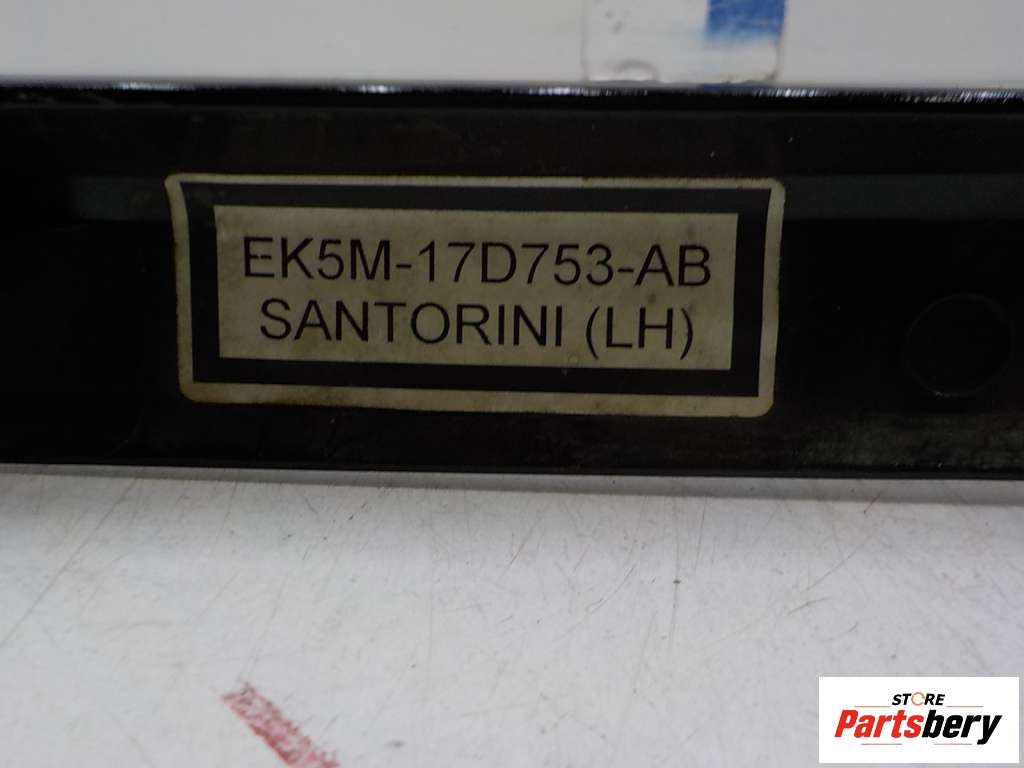 EK5M-17D753-AB
SANTORINI (LH)
STORE
Partsbery